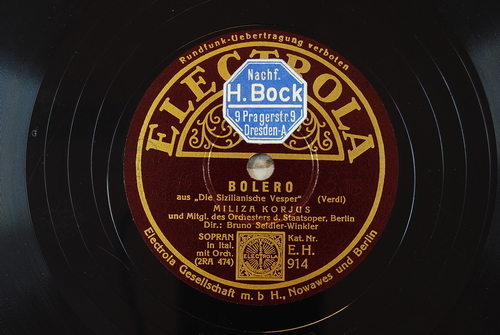 Rundfunk-Uebertragung verboten
ELECTROLA
Nachf.
H. Bock
9 Pragerstr. 9
Dresden-A.
BOLERO
aus „Die Sizilianische Vesper" (Verdi)
MILIZA KORJUS
und Mitgl. des Orchesters d. Staatsoper, Berlin
Dir.: Bruno Seidler-Winkler
SOPRAN
in Ital.
mit Orch.
(2RA 474)
ELECTROLA
Kat. Nr.
E.H.
914
Electrola Gesellschaft m. b H., Nowawes und Berlin